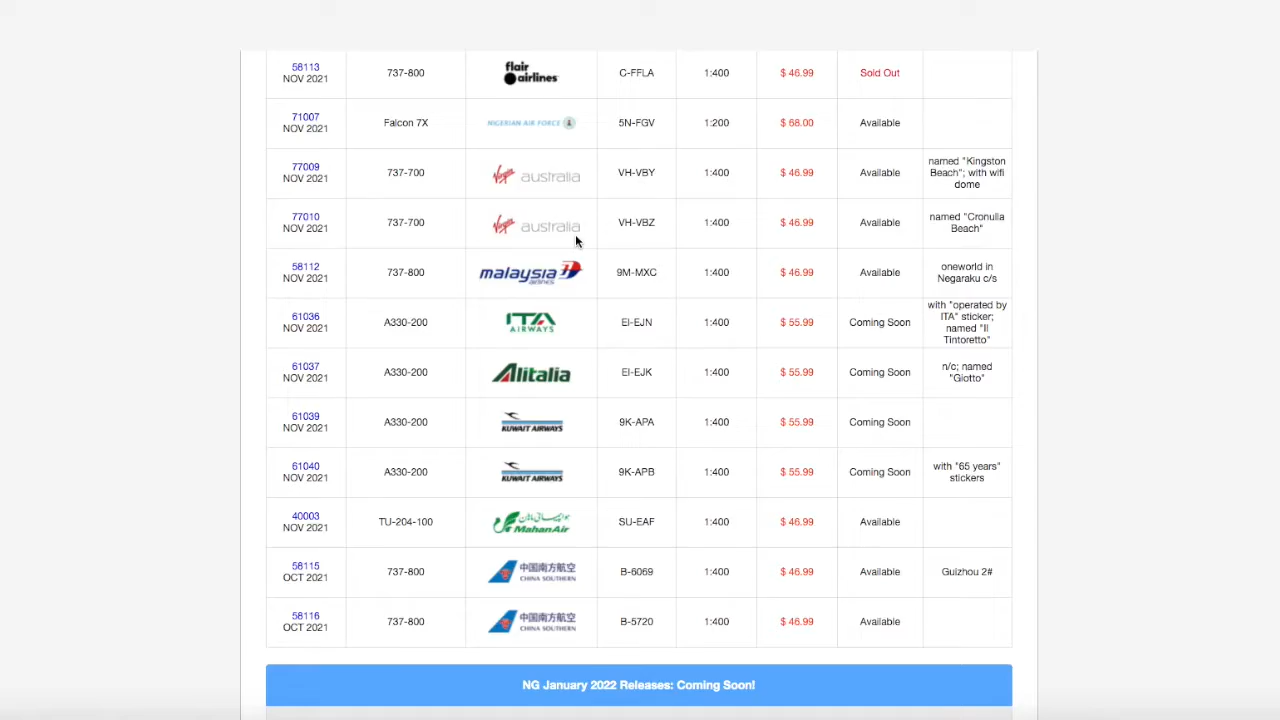 58113
NOV 2021
737-800
flair
airlines
C-FFLA
1:400
$ 46.99
Sold Out
71007
NOV 2021
Falcon 7X
NIGERIAN AIR FORCE
5N-FGV
1:200
$ 68.00
Available
77009
NOV 2021
737-700
Virgin australia
VH-VBY
1:400
$ 46.99
Available
named "Kingston
Beach"; with wifi
dome
77010
NOV 2021
737-700
Virgin australia
VH-VBZ
1:400
$ 46.99
Available
named "Cronulla
Beach"
58112
NOV 2021
737-800
malaysia
airlines
9M-MXC
1:400
$ 46.99
Available
oneworld in
Negaraku c/s
61036
NOV 2021
A330-200
ITA
AIRWAYS
EI-EJN
1:400
$ 55.99
Coming Soon
with "operated by
ITA" sticker;
named "Il
Tintoretto"
61037
NOV 2021
A330-200
Alitalia
EI-EJK
1:400
$ 55.99
Coming Soon
n/c; named
"Giotto"
61039
NOV 2021
A330-200
KUWAIT AIRWAYS
9K-APA
1:400
$ 55.99
Coming Soon
61040
NOV 2021
A330-200
KUWAIT AIRWAYS
9K-APB
1:400
$ 55.99
Coming Soon
with "65 years"
stickers
40003
NOV 2021
TU-204-100
هواپیمائی ماهان
MahanAir
SU-EAF
1:400
$ 46.99
Available
58115
OCT 2021
737-800
中国南方航空
CHINA SOUTHERN
B-6069
1:400
$ 46.99
Available
Guizhou 2#
58116
OCT 2021
737-800
中国南方航空
CHINA SOUTHERN
B-5720
1:400
$ 46.99
Available
NG January 2022 Releases: Coming Soon!